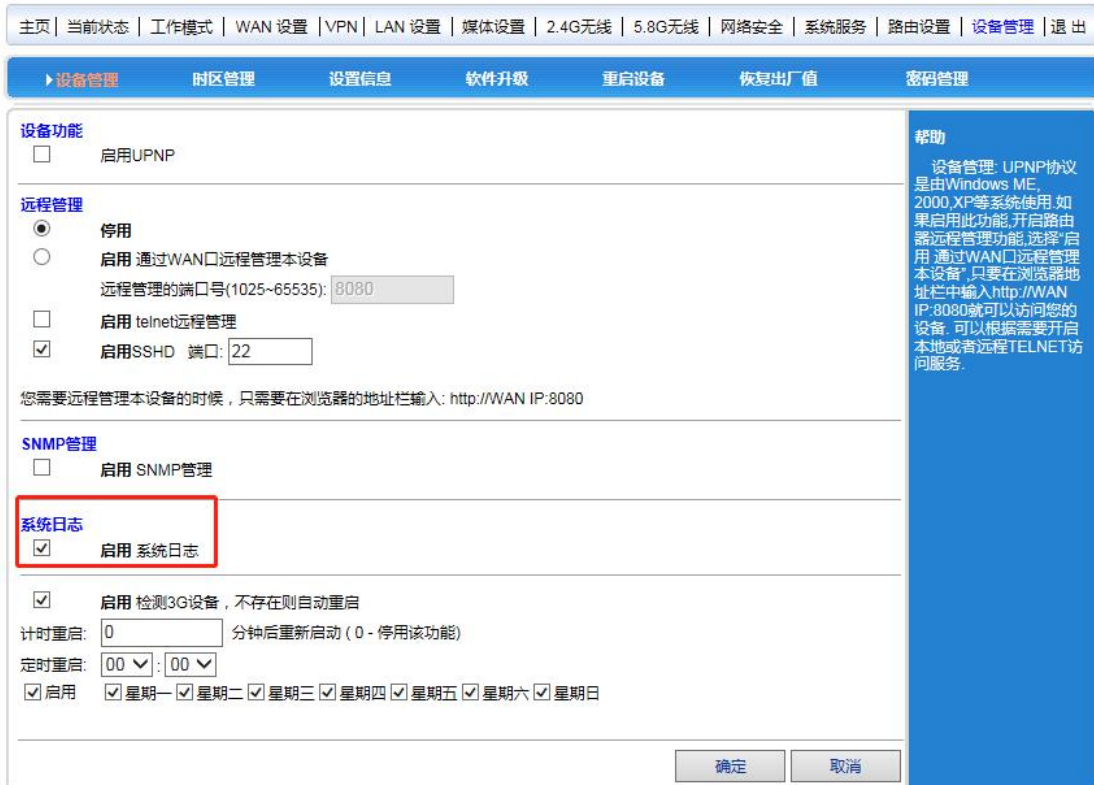 主页 | 当前状态 | 工作模式 | WAN 设置 | VPN | LAN 设置 | 媒体设置 | 2.4G无线 | 5.8G无线 | 网络安全 | 系统服务 | 路由设置 | 设备管理 | 退 出
设备管理 时区管理 设置信息 软件升级 重启设备 恢复出厂值 密码管理
设备功能
启用UPNP
远程管理
停用
启用 通过WAN口远程管理本设备
远程管理的端口号(1025~65535): 8080
启用 telnet远程管理
启用SSHD 端口: 22
您需要远程管理本设备的时候，只需要在浏览器的地址栏输入: http://WAN IP:8080
SNMP管理
启用 SNMP管理
系统日志
启用 系统日志
启用 检测3G设备，不存在则自动重启
计时重启: 0 分钟后重新启动 ( 0 - 停用该功能)
定时重启: 00 : 00
启用 星期一 星期二 星期三 星期四 星期五 星期六 星期日
确定 取消
帮助
设备管理: UPNP协议
是由Windows ME,
2000,XP等系统使用.如
果启用此功能,开启路由
器远程管理功能,选择“启
用 通过WAN口远程管理
本设备”,只要在浏览器地
址栏中输入http://WAN
IP:8080就可以访问您的
设备. 可以根据需要开启
本地或者远程TELNET访
问服务.